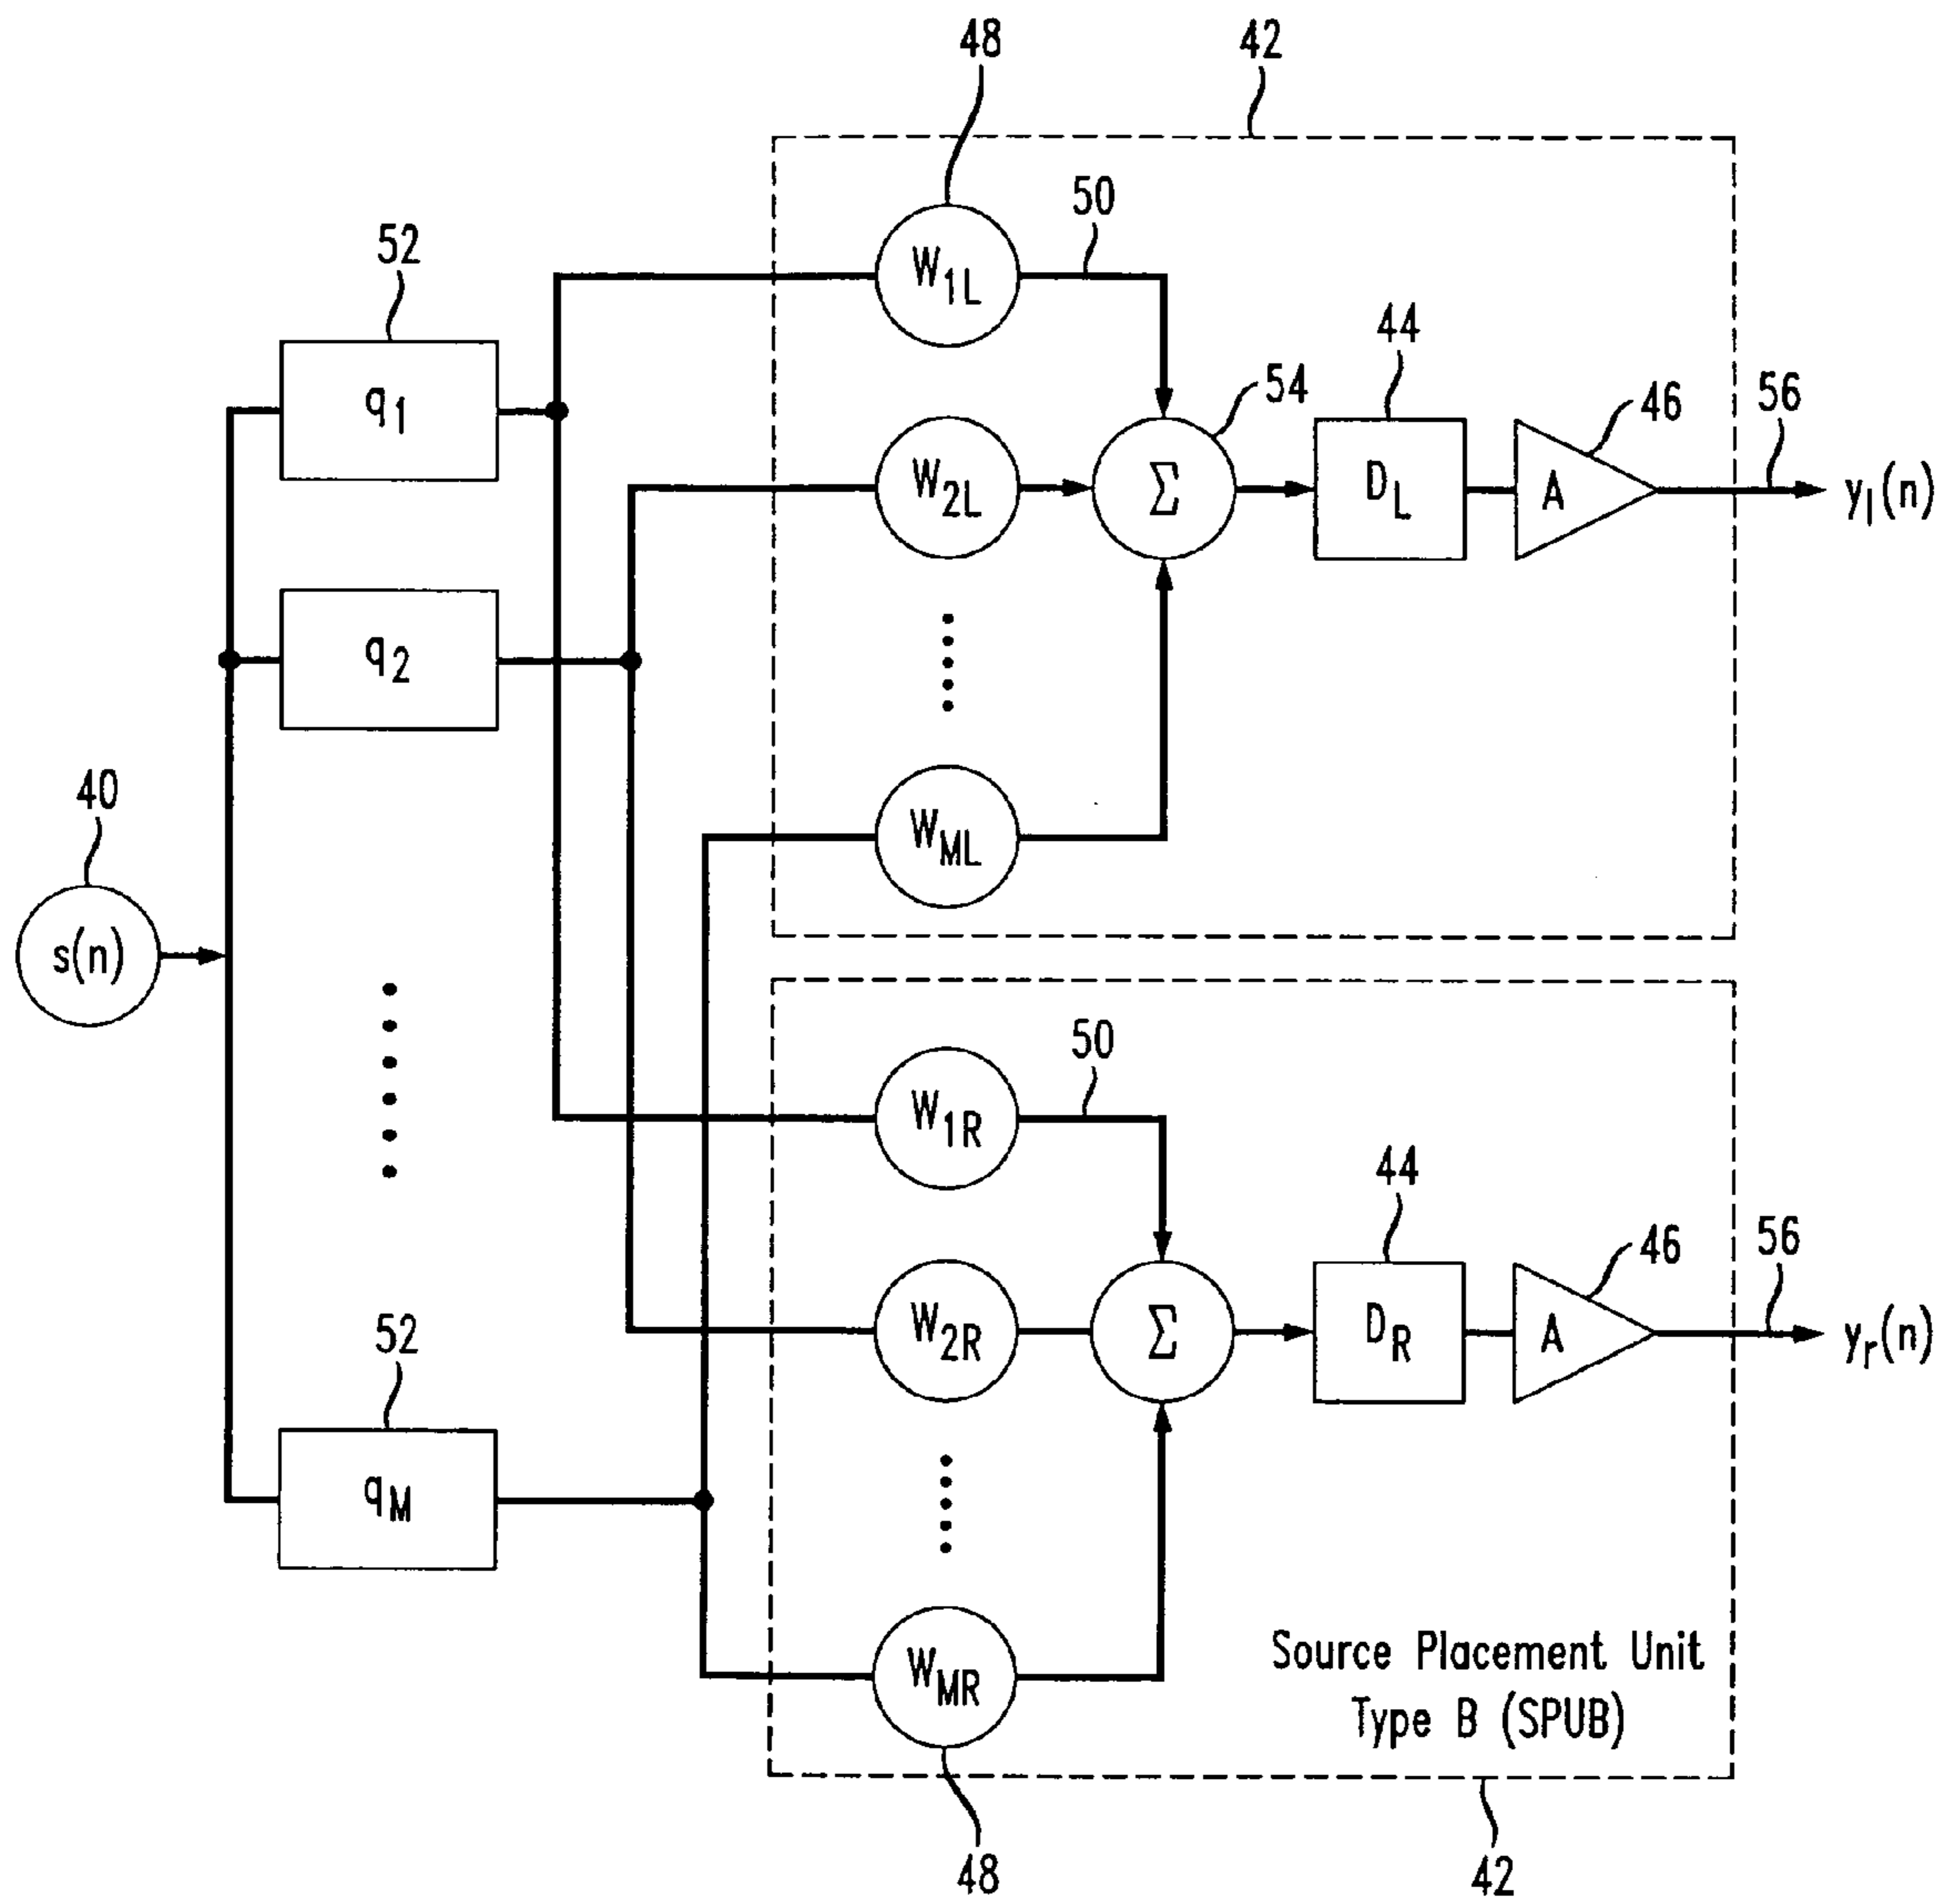 48
42
50
52
W1L
44
q1
54
46
56
W2L
Σ
DL
A
yl(n)
q2
40
WML
s(n)
50
W1R
44
46
56
52
W2R
Σ
DR
A
yr(n)
qM
Source Placement Unit
Type B (SPUB)
WMR
48
42